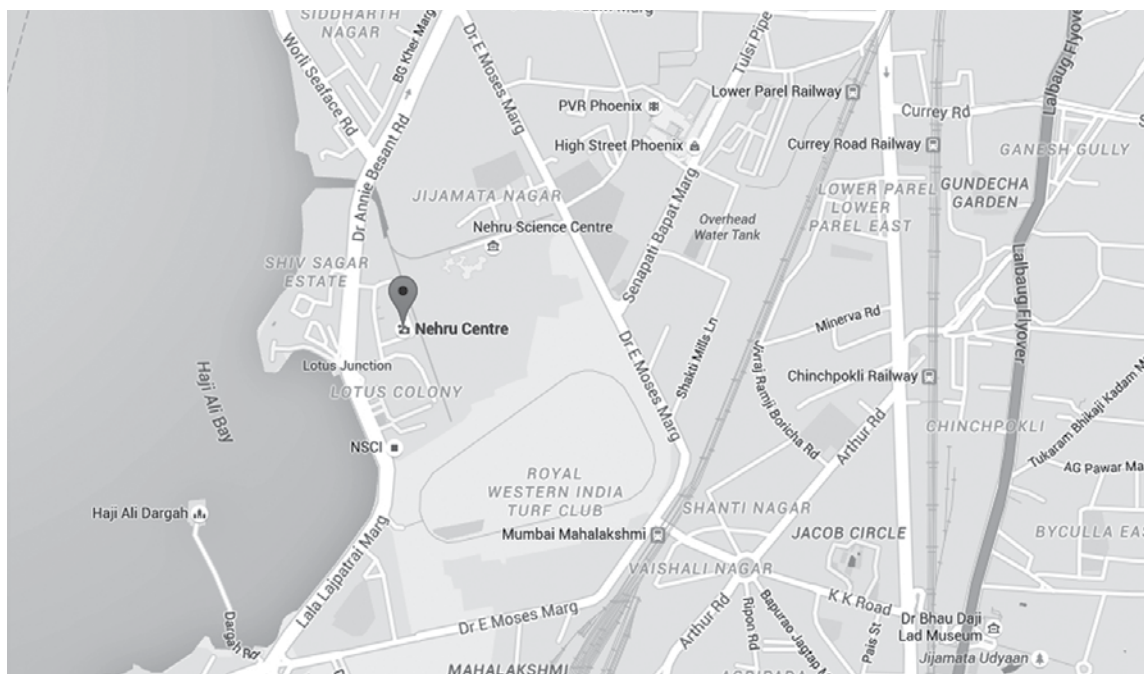 SIDDHARTH
NAGAR
Worli Seaface Rd
BG Kher Marg
Dr E Moses Marg
Tulsi Pipe
Lower Parel Railway
PVR Phoenix
Currey Rd
Lalbaug Flyover
High Street Phoenix
Currey Road Railway
GANESH GULLY
Dr Annie Besant Rd
JIJAMATA NAGAR
LOWER PAREL
LOWER
PAREL EAST
GUNDECHA
GARDEN
Nehru Science Centre
Senapati Bapat Marg
Overhead
Water Tank
SHIV SAGAR
ESTATE
Lalbaug Flyover
Nehru Centre
Minerva Rd
Dr E Moses Marg
Shakti Mills Ln
Jivraj Ramji Boricha Rd
Lotus Junction
LOTUS COLONY
Chinchpokli Railway
Haji Ali Bay
Arthur Rd
CHINCHPOKLI
Tukaram Bhikaji Kadam M
NSCI
AG Pawar Ma
ROYAL
WESTERN INDIA
TURF CLUB
SHANTI NAGAR
Haji Ali Dargah
Mumbai Mahalakshmi
JACOB CIRCLE
BYCULLA EAS
Lala Lajpatrai Marg
VAISHALI NAGAR
K K Road
Dr E Moses Marg
Dargah Rd
Arthur Rd
Ripon Rd
Bapurao Jagtap M
Pais St
Dr Bhau Daji
Lad Museum
Jijamata Udyaan
MAHALAKSHMI